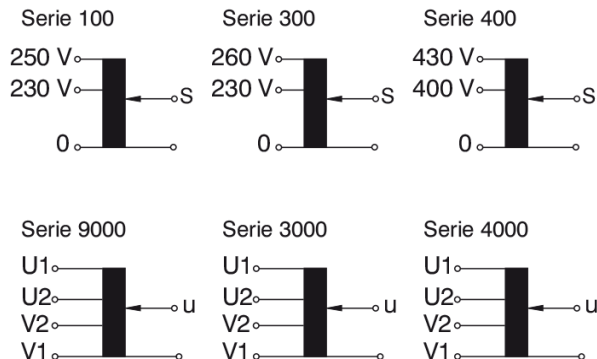 Serie 100 Serie 300 Serie 400
250 V 260 V 430 V
230 V 230 V 400 V
S S S
0 0 0
Serie 9000 Serie 3000 Serie 4000
U1 U1 U1
U2 U2 U2
u u u
V2 V2 V2
V1 V1 V1